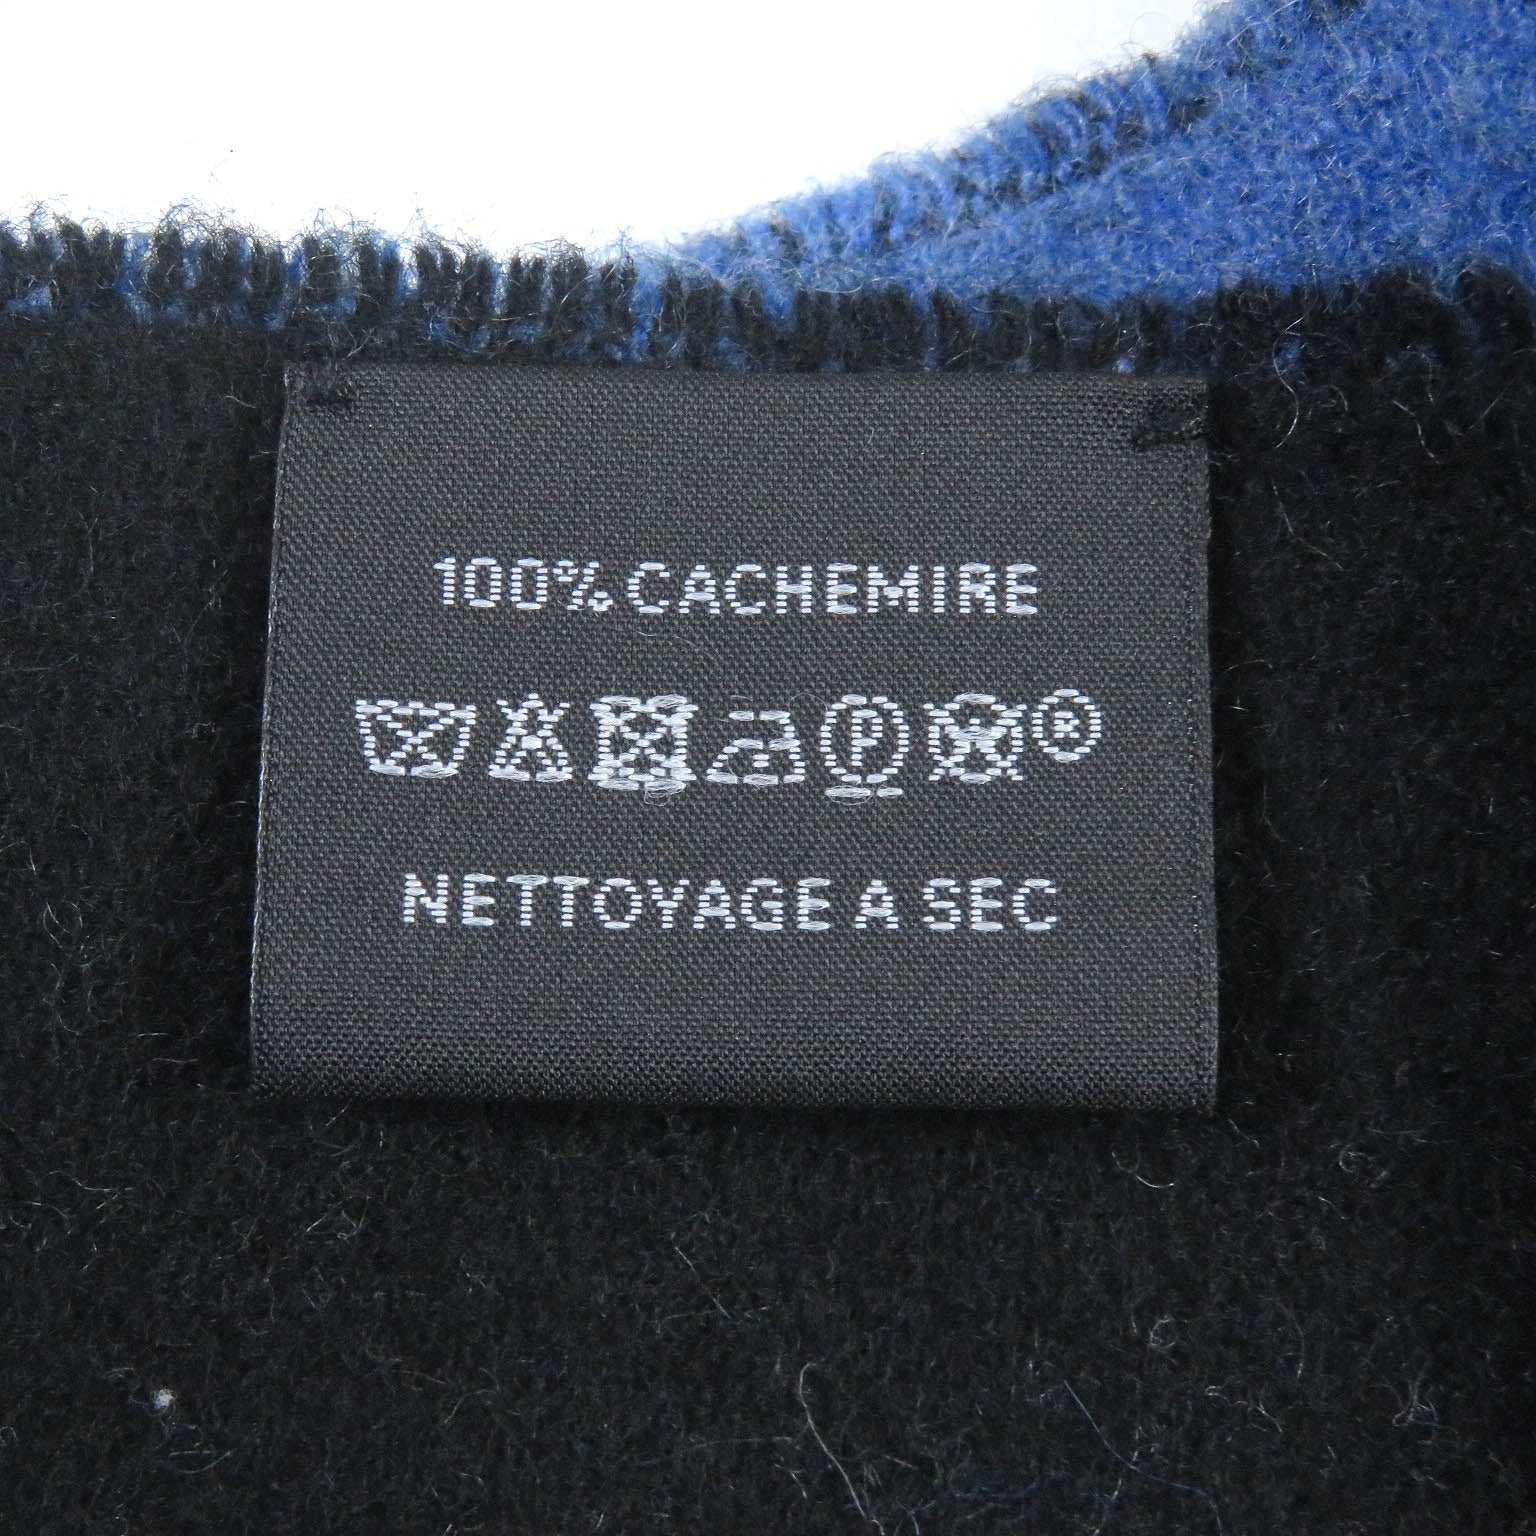 100% CACHEMIRE
P ®
NETTOYAGE A SEC